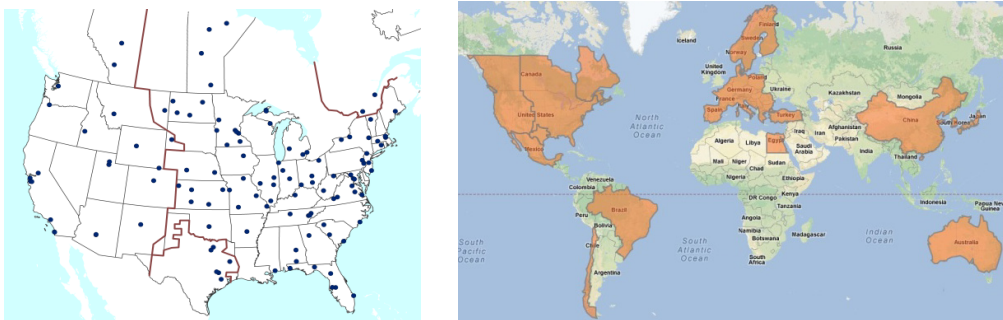 Iceland
Finland
Sweden
Russia
Norway
United
Kingdom
Canada
Poland
Germany
Ukraine
Kazakhstan
Mongolia
France
United States
Spain
Turkey
North
Atlantic
Ocean
China
South Korea
Japan
Iraq
Iran
Afghanistan
Pakistan
Algeria
Libya
Egypt
Saudi
Arabia
India
Mexico
Mali
Niger
Sudan
Thailand
Chad
Venezuela
Nigeria
Ethiopia
Colombia
Kenya
DR Congo
Indonesia
Papua New
Guinea
Tanzania
Brazil
Peru
Angola
Bolivia
Namibia
Madagascar
Botswana
South
Pacific
Ocean
South
Atlantic
Ocean
Indian
Ocean
Chile
Australia
South
Africa
Argentina